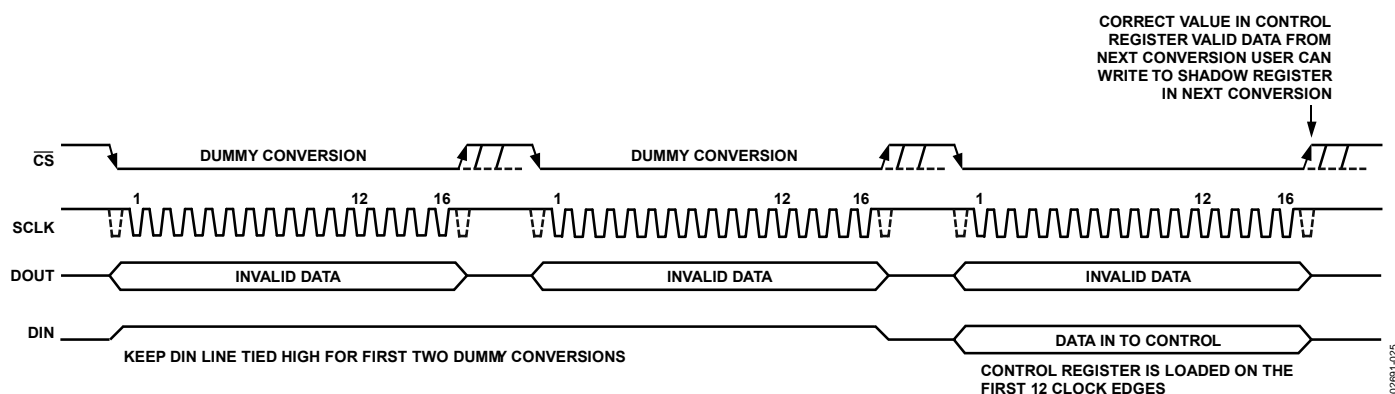 CORRECT VALUE IN CONTROL
REGISTER VALID DATA FROM
NEXT CONVERSION USER CAN
WRITE TO SHADOW REGISTER
IN NEXT CONVERSION
CS DUMMY CONVERSION DUMMY CONVERSION
1 12 16 1 12 16 1 12 16
SCLK
DOUT INVALID DATA INVALID DATA INVALID DATA
DIN DATA IN TO CONTROL
KEEP DIN LINE TIED HIGH FOR FIRST TWO DUMMY CONVERSIONS
CONTROL REGISTER IS LOADED ON THE
FIRST 12 CLOCK EDGES
02691-025